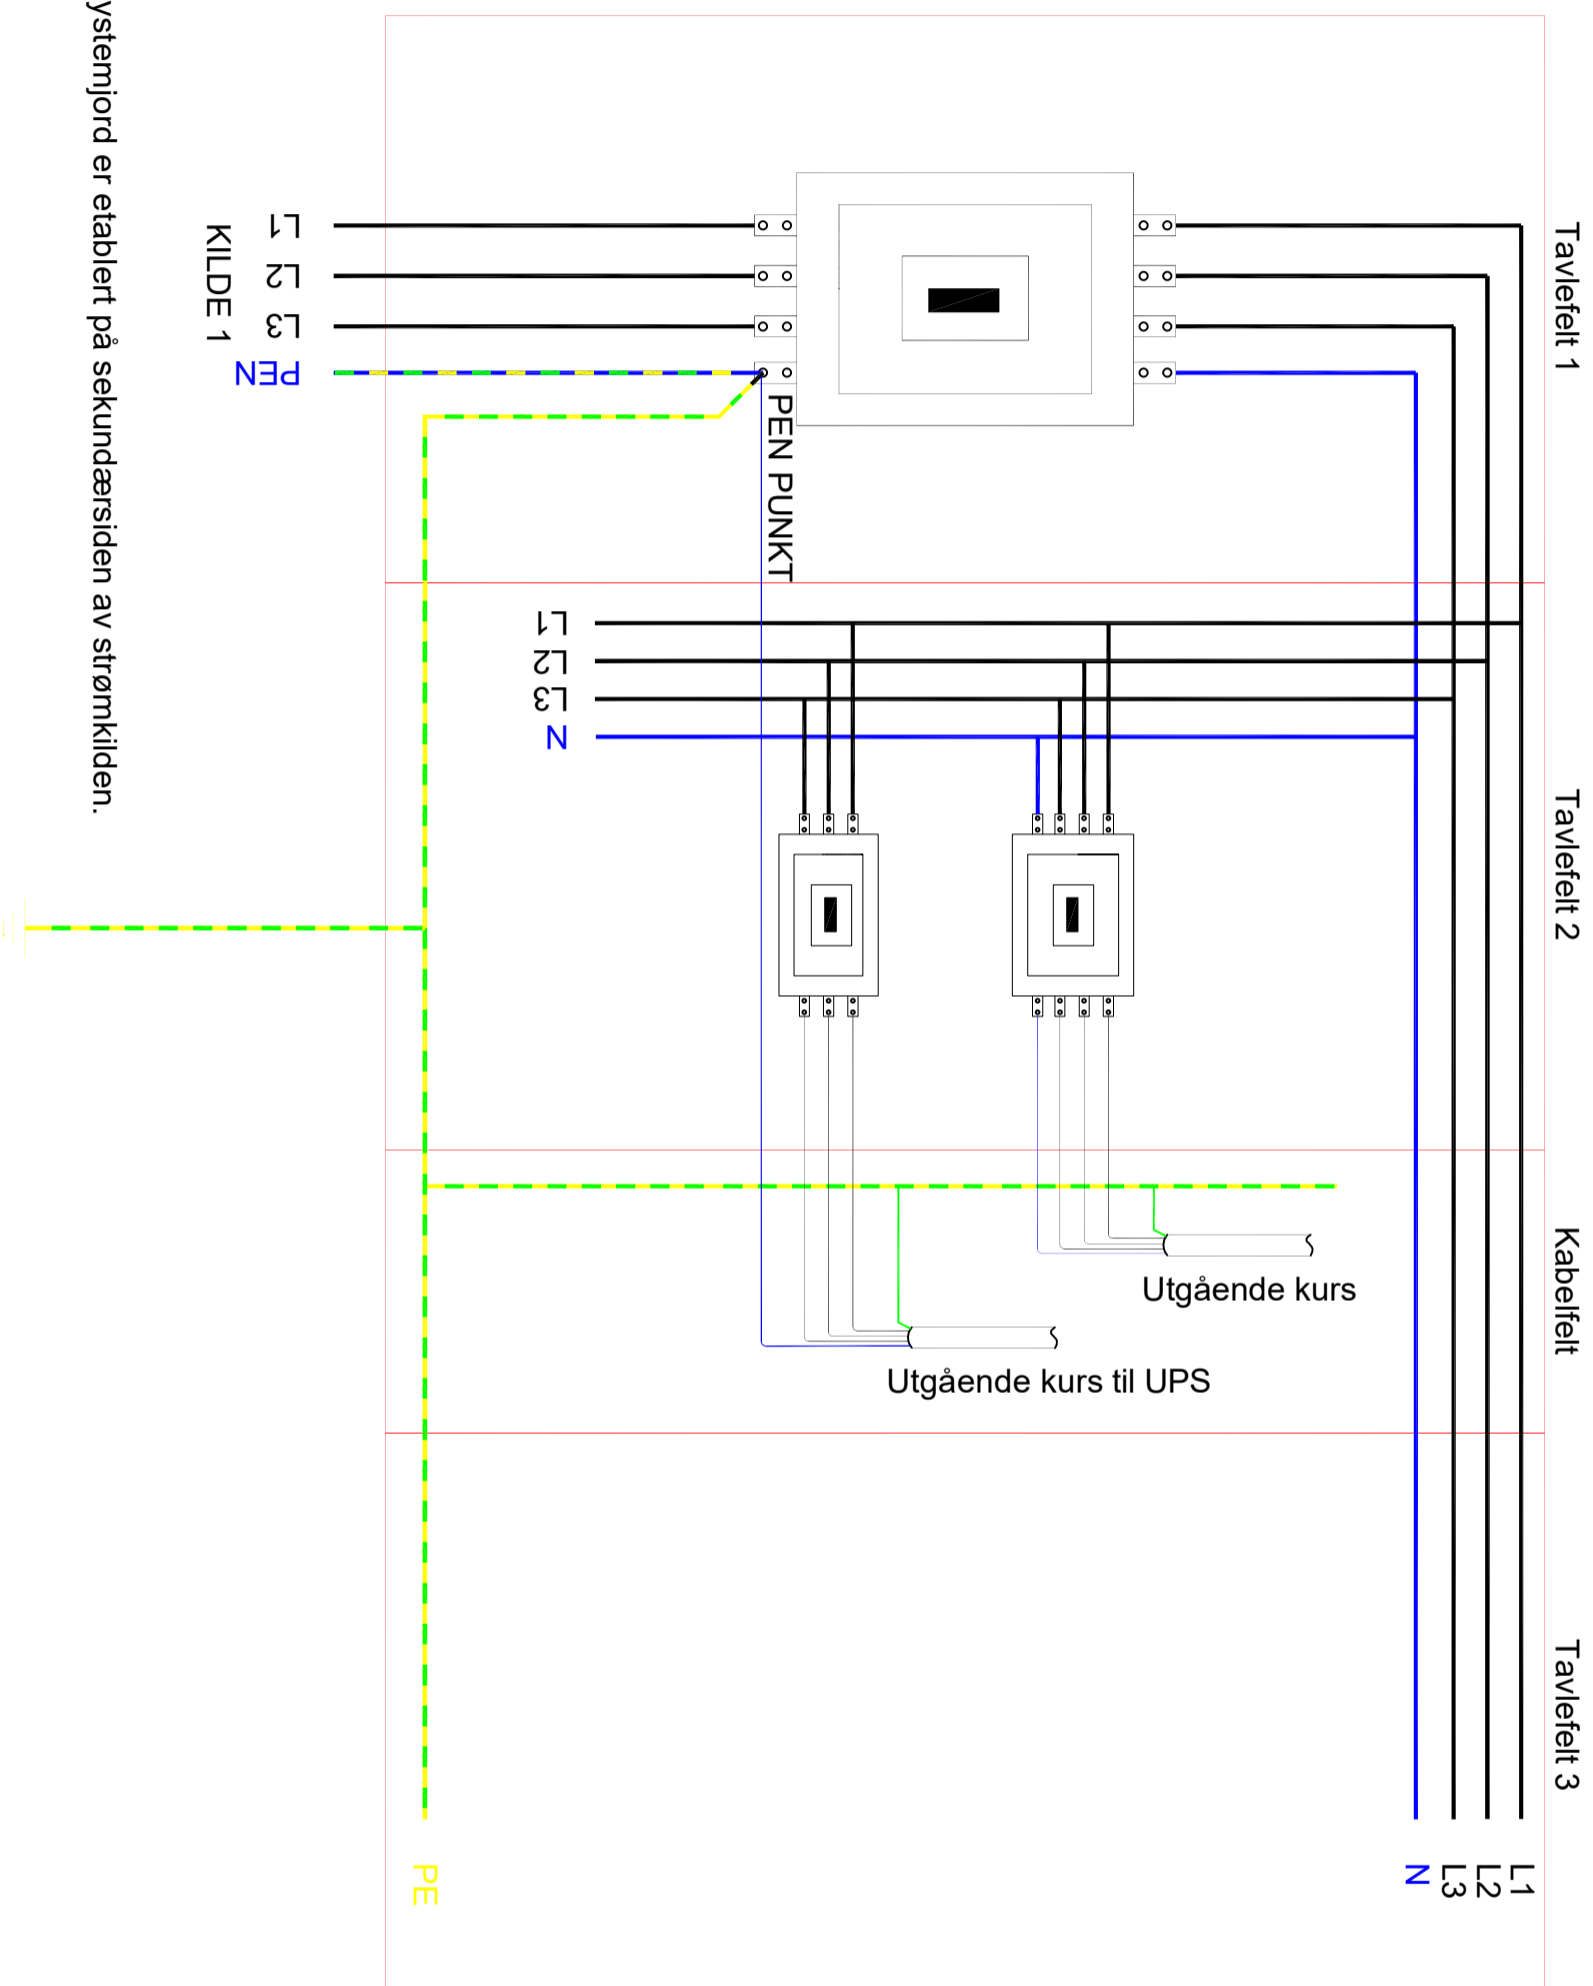 Tavlefelt 1
Tavlefelt 2
Kabelfelt
Tavlefelt 3
L1
L2
L3
PEN
KILDE 1
PEN PUNKT
L1
L2
L3
N
Utgående kurs
Utgående kurs til UPS
L1
L2
L3
N
PE
ystemjord er etablert på sekundærsiden av strømkilden.